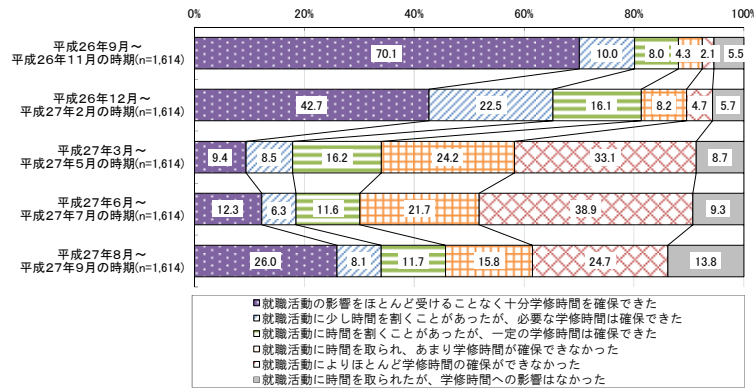 0% 20% 40% 60% 80% 100%
平成26年9月～
平成26年11月の時期(n=1,614)
70.1 10.0 8.0 4.3 2.1 5.5
平成26年12月～
平成27年2月の時期(n=1,614)
42.7 22.5 16.1 8.2 4.7 5.7
平成27年3月～
平成27年5月の時期(n=1,614)
9.4 8.5 16.2 24.2 33.1 8.7
平成27年6月～
平成27年7月の時期(n=1,614)
12.3 6.3 11.6 21.7 38.9 9.3
平成27年8月～
平成27年9月の時期(n=1,614)
26.0 8.1 11.7 15.8 24.7 13.8
就職活動の影響をほとんど受けることなく十分学修時間を確保できた
就職活動に少し時間を割くことがあったが、必要な学修時間は確保できた
就職活動に時間を割くことがあったが、一定の学修時間は確保できた
就職活動に時間を取られ、あまり学修時間が確保できなかった
就職活動によりほとんど学修時間の確保ができなかった
就職活動に時間を取られたが、学修時間への影響はなかった